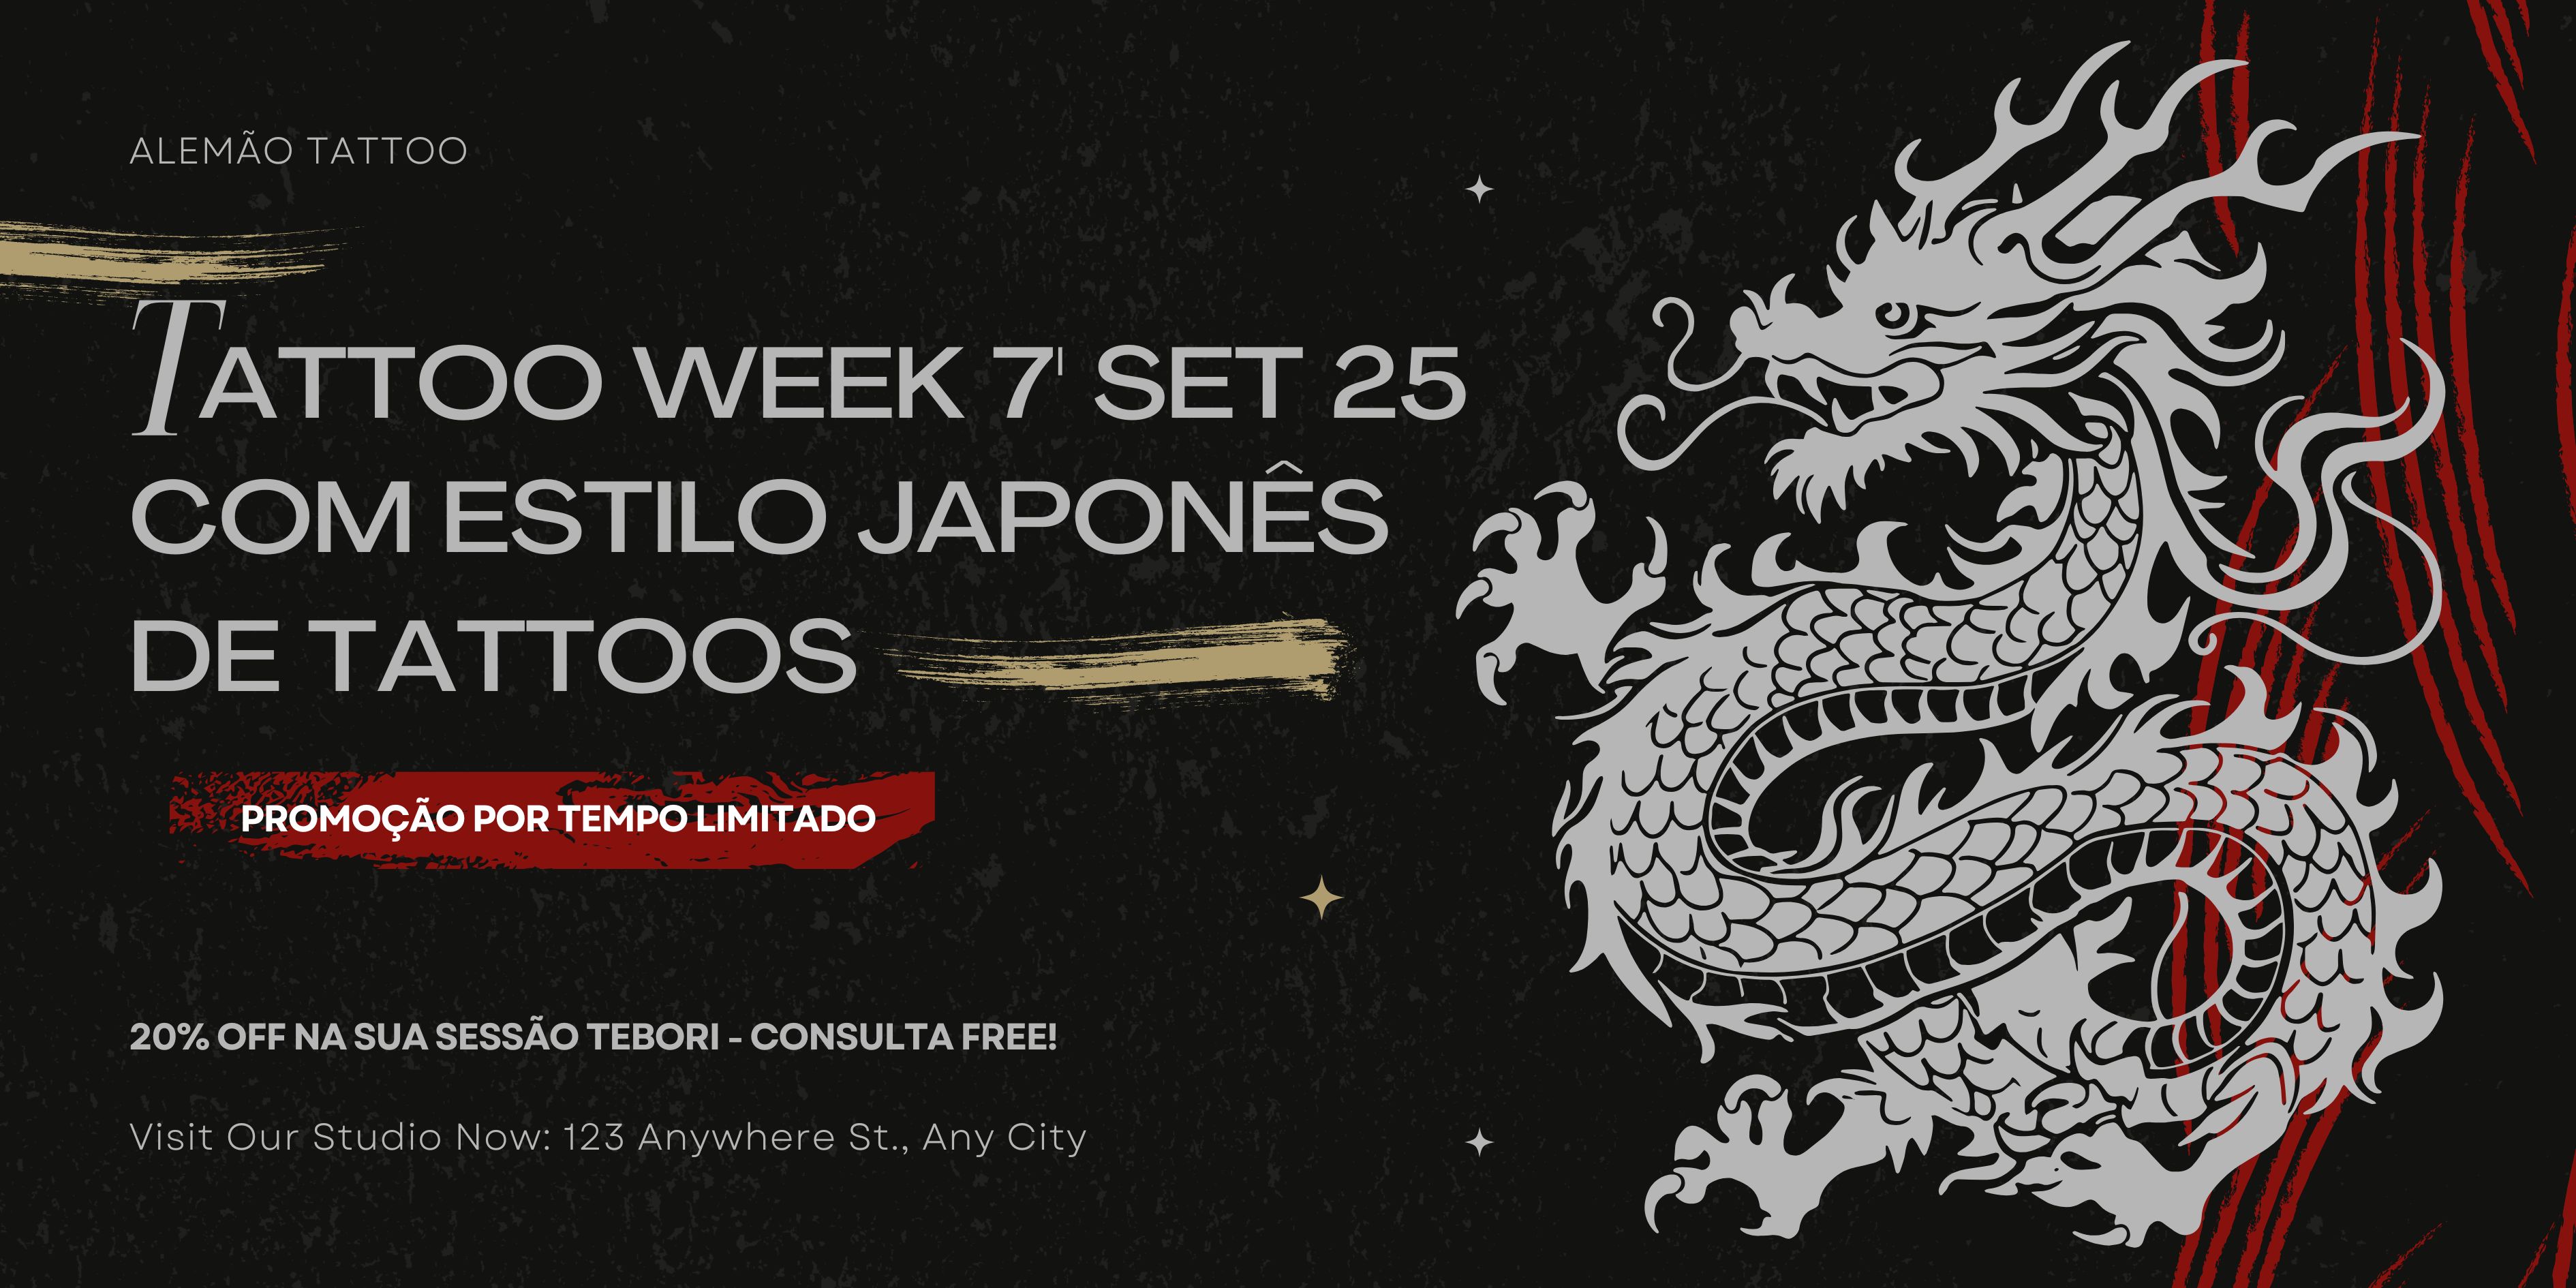 ALEMÃO TATTOO
TATTOO WEEK 7' SET 25
COM ESTILO JAPONÊS
DE TATTOOS
PROMOÇÃO POR TEMPO LIMITADO
20% OFF NA SUA SESSÃO TEBORI - CONSULTA FREE!
Visit Our Studio Now: 123 Anywhere St., Any City